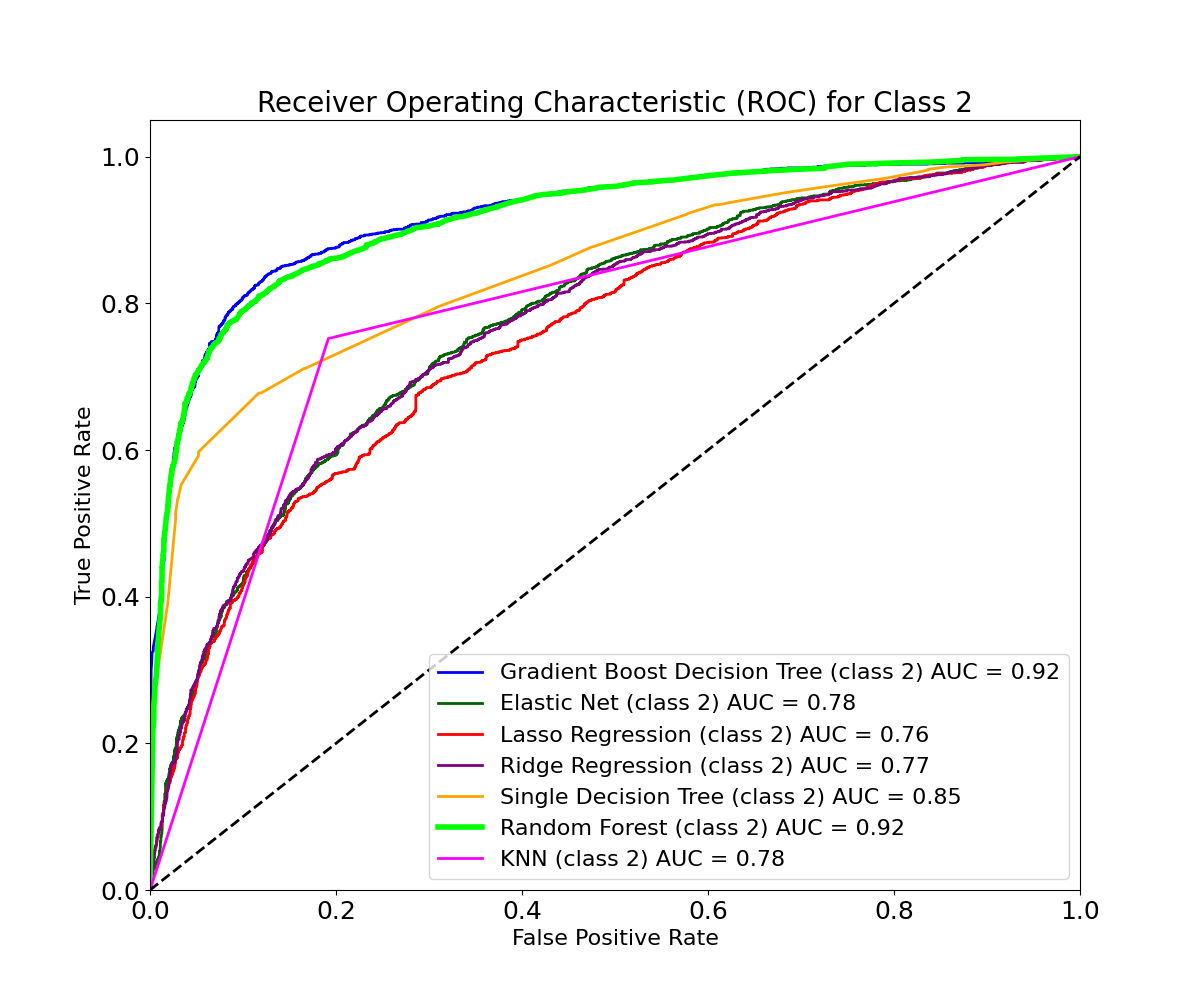 Receiver Operating Characteristic (ROC) for Class 2
1.0
0.8
0.6
0.4
0.2
0.0
True Positive Rate
Gradient Boost Decision Tree (class 2) AUC = 0.92
Elastic Net (class 2) AUC = 0.78
Lasso Regression (class 2) AUC = 0.76
Ridge Regression (class 2) AUC = 0.77
Single Decision Tree (class 2) AUC = 0.85
Random Forest (class 2) AUC = 0.92
KNN (class 2) AUC = 0.78
0.0 0.2 0.4 0.6 0.8 1.0
False Positive Rate